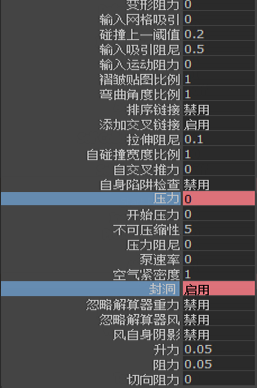 变形阻力 0
输入网格吸引 0
碰撞上一阈值 0.2
输入吸引阻尼 0.5
输入运动阻力 0
褶皱贴图比例 1
弯曲角度比例 1
排序链接 禁用
添加交叉链接 启用
拉伸阻尼 0.1
自碰撞宽度比例 1
自交叉推力 0
自身陷阱检查 禁用
压力 0
开始压力 0
不可压缩性 5
压力阻尼 0
泵速率 0
空气紧密度 1
封洞 启用
忽略解算器重力 禁用
忽略解算器风 禁用
风自身阴影 禁用
升力 0.05
阻力 0.05
切向阻力 0